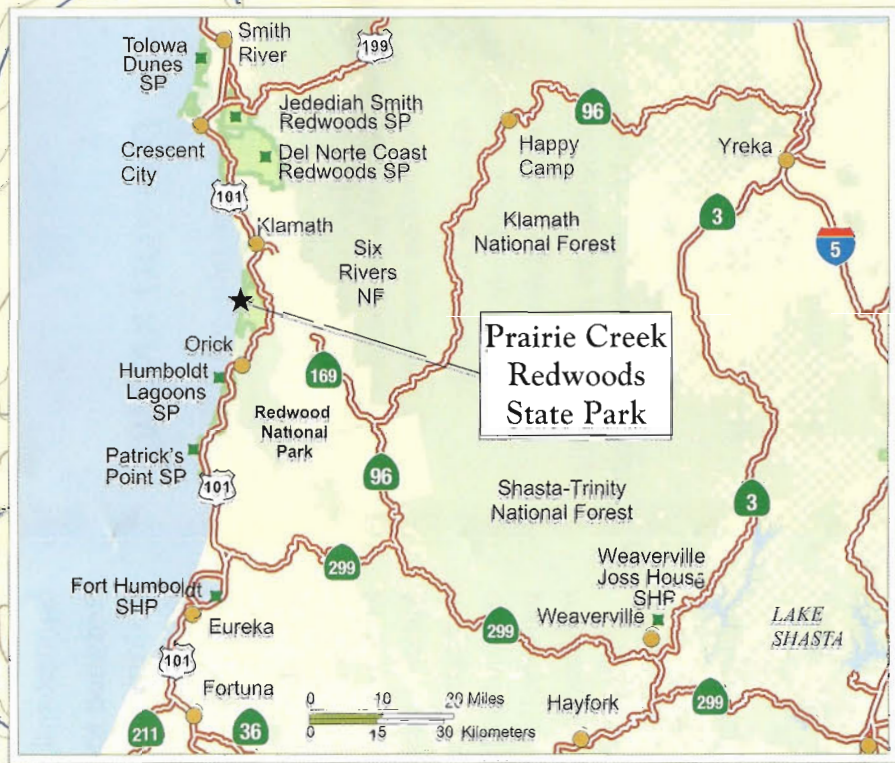 Smith
River
199
Tolowa
Dunes
SP
Jedediah Smith
Redwoods SP
96
Happy
Camp
Yreka
Crescent
City
Del Norte Coast
Redwoods SP
101
3
Klamath
Klamath
National Forest
5
Six
Rivers
NF
Prairie Creek
Redwoods
State Park
Orick
Humboldt
Lagoons
SP
169
Redwood
National
Park
Patrick's
Point SP
101
96
Shasta-Trinity
National Forest
3
299
Weaverville
Joss House
SHP
Fort Humboldt
SHP
Eureka
299
Weaverville
LAKE
SHASTA
101
Fortuna
0 10 20 Miles
0 15 30 Kilometers
Hayfork
299
211
36